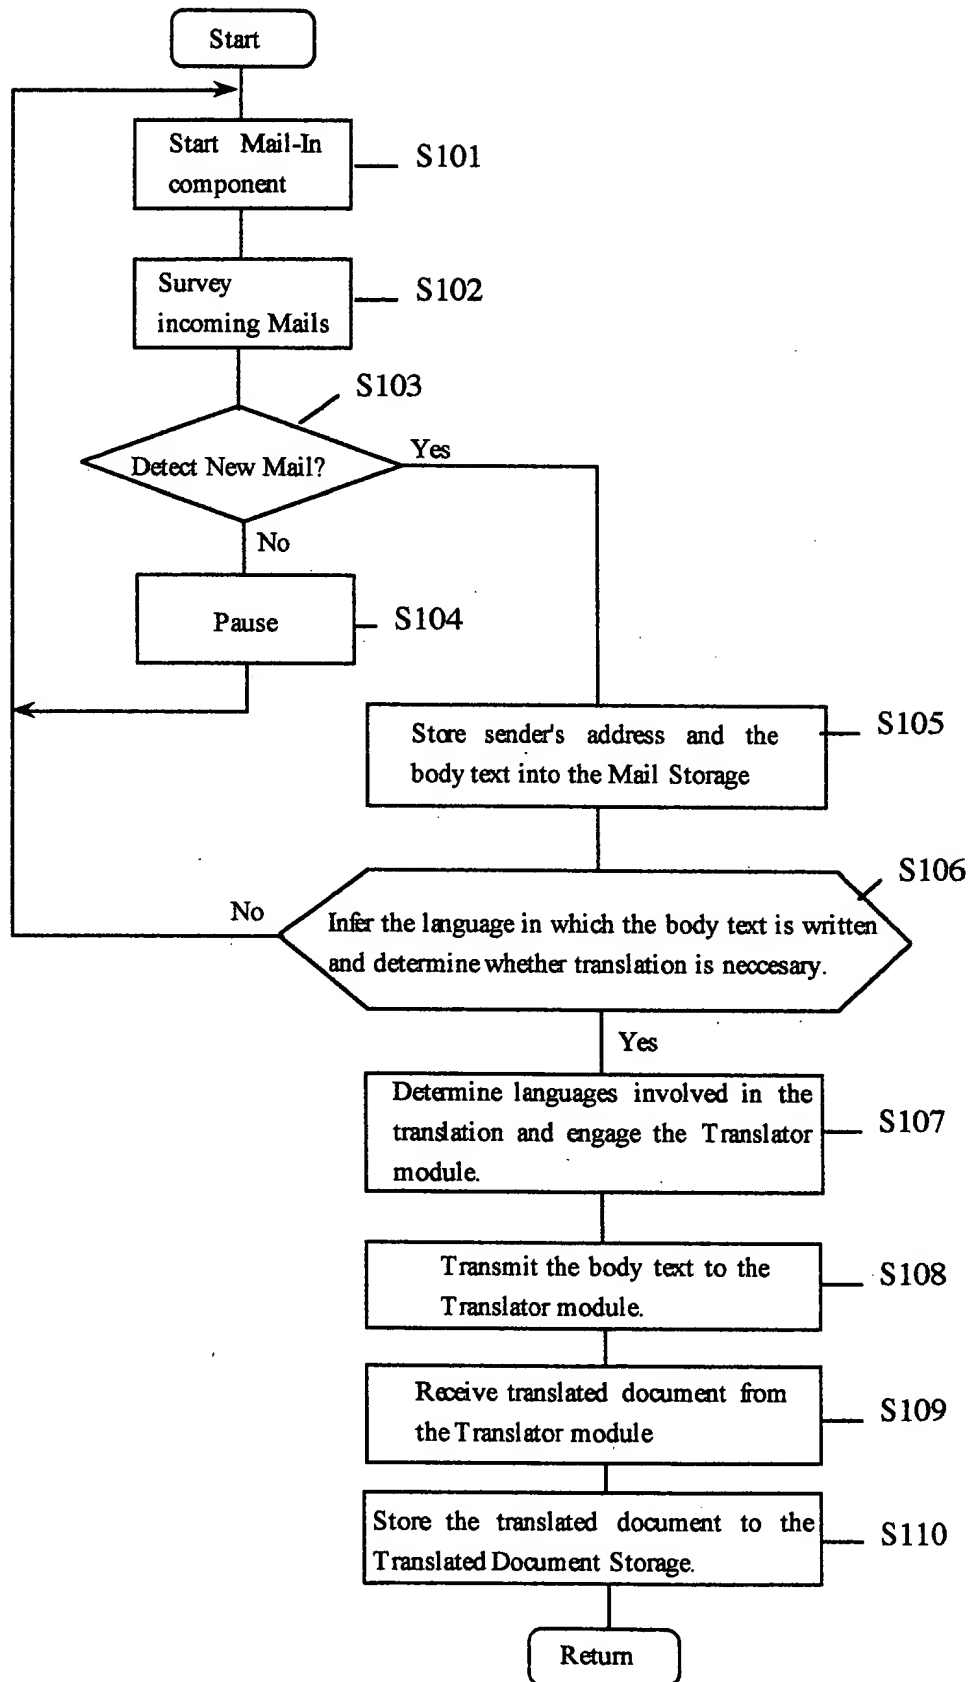 Start
Start Mail-In
component
S101
Survey
incoming Mails
S102
S103
Detect New Mail?
Yes
No
Pause
S104
Store sender's address and the
body text into the Mail Storage
S105
S106
No
Infer the language in which the body text is written
and determine whether translation is neccesary.
Yes
Determine languages involved in the
translation and engage the Translator
module.
S107
Transmit the body text to the
Translator module.
S108
Receive translated document from
the Translator module
S109
Store the translated document to the
Translated Document Storage.
S110
Return